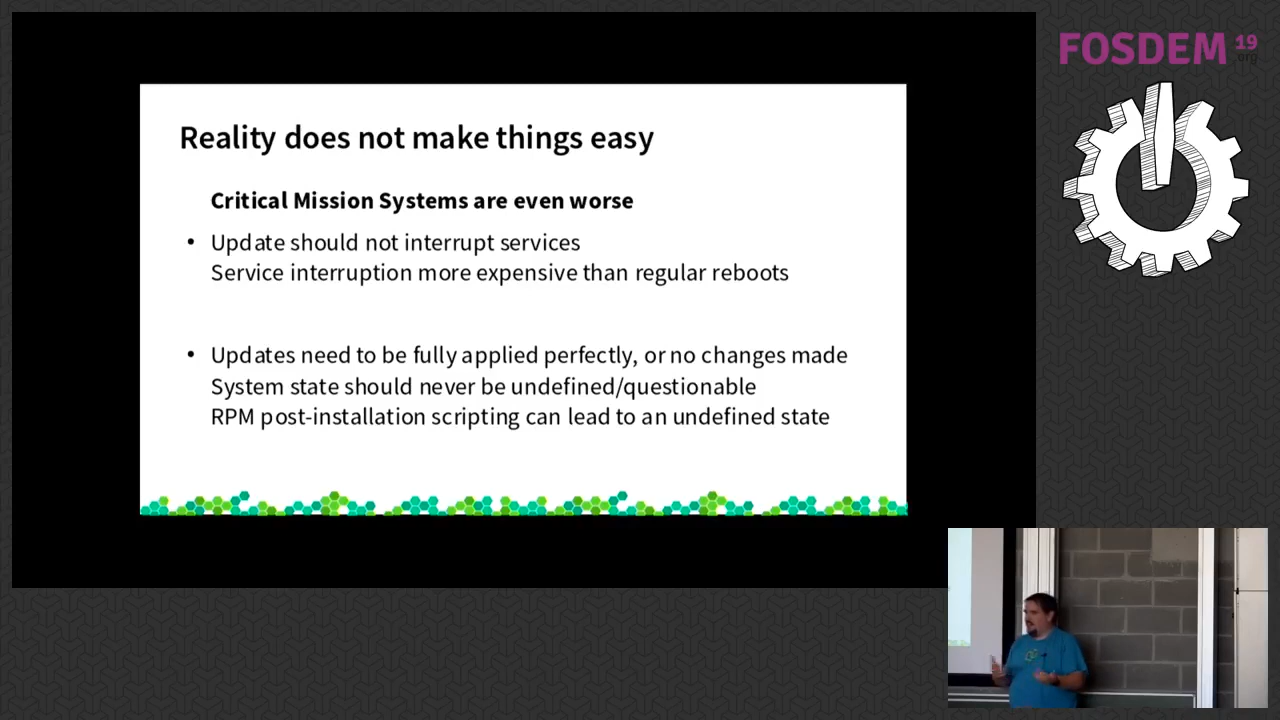 Reality does not make things easy
Critical Mission Systems are even worse
• Update should not interrupt services
Service interruption more expensive than regular reboots
• Updates need to be fully applied perfectly, or no changes made
System state should never be undefined/questionable
RPM post-installation scripting can lead to an undefined state
FOSDEM 19
.org